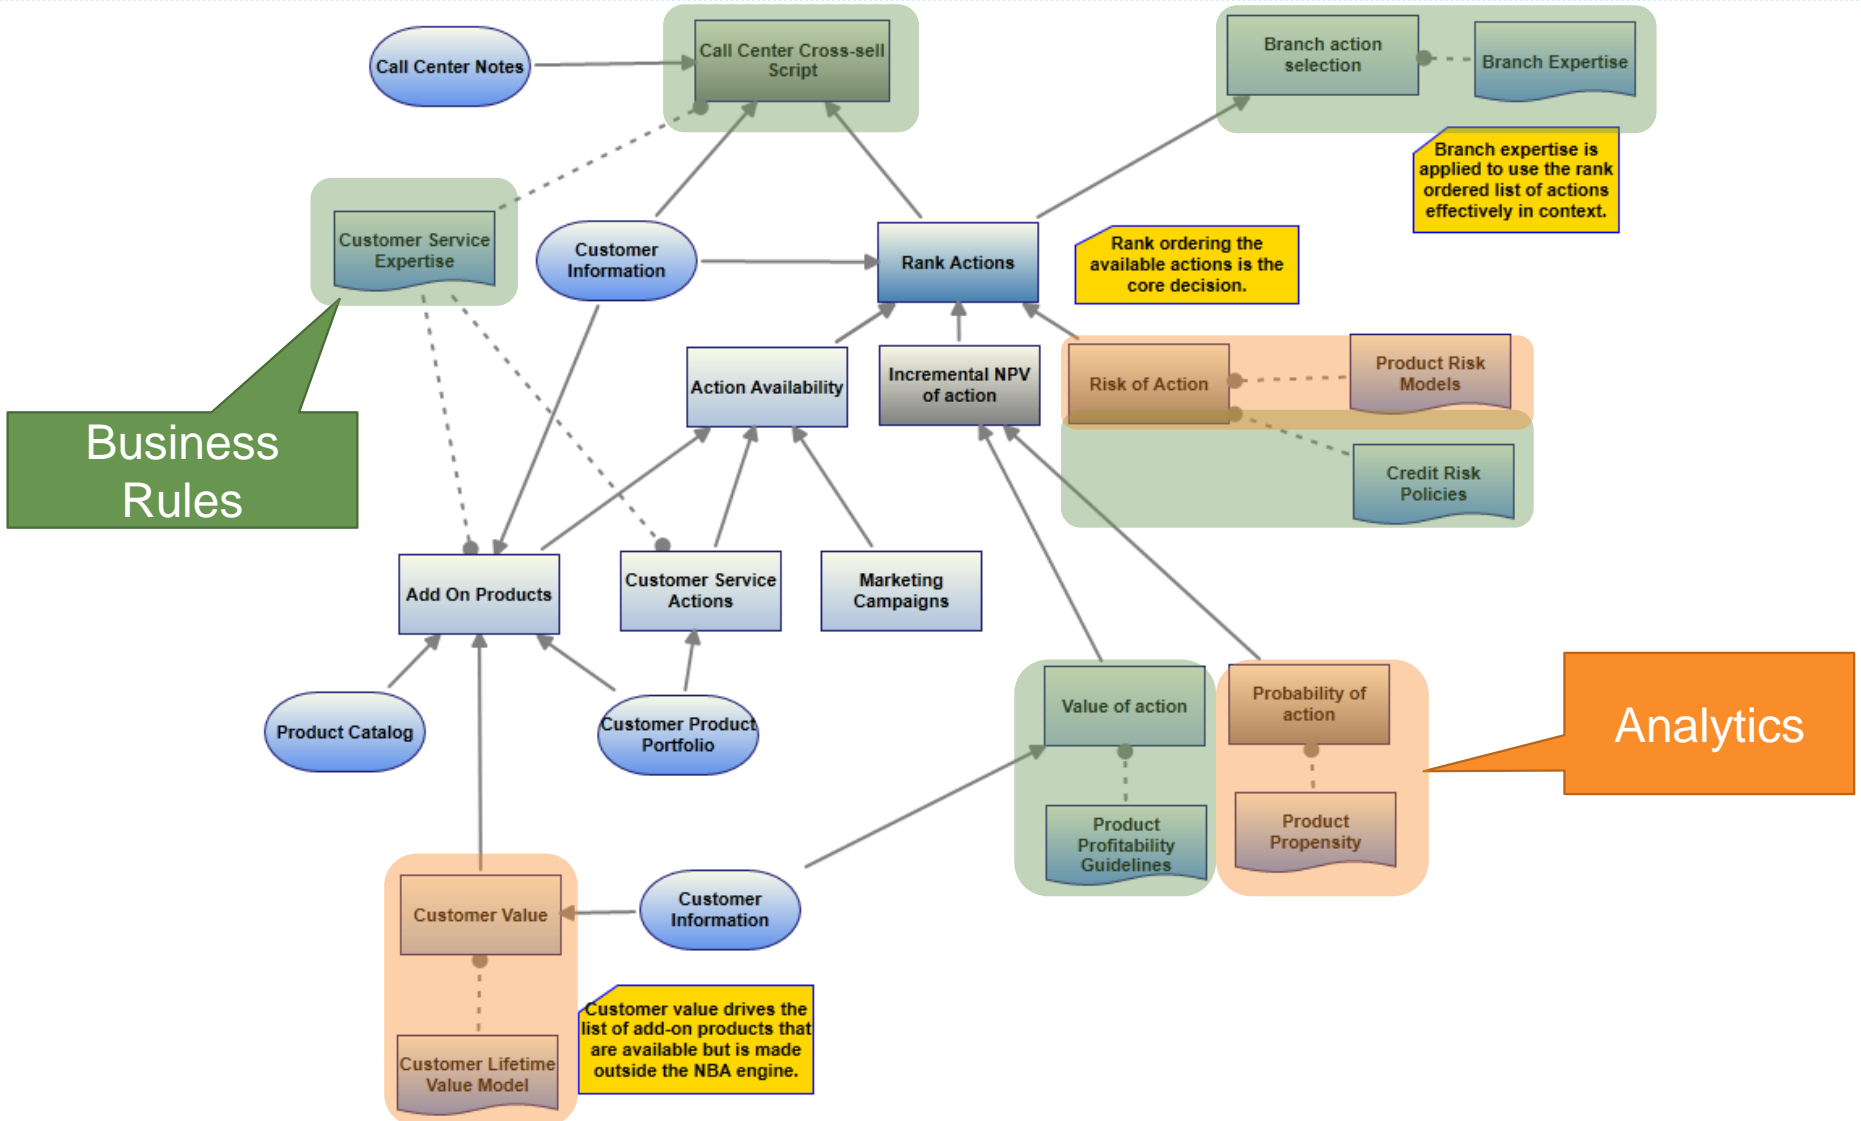 Call Center Notes
Call Center Cross-sell
Script
Branch action
selection
Branch Expertise
Branch expertise is
applied to use the rank
ordered list of actions
effectively in context.
Customer Service
Expertise
Customer
Information
Rank Actions
Rank ordering the
available actions is the
core decision.
Action Availability
Incremental NPV
of action
Risk of Action
Product Risk
Models
Credit Risk
Policies
Business
Rules
Add On Products
Customer Service
Actions
Marketing
Campaigns
Product Catalog
Customer Product
Portfolio
Value of action
Probability of
action
Analytics
Product
Profitability
Guidelines
Product
Propensity
Customer Value
Customer
Information
Customer Lifetime
Value Model
Customer value drives the
list of add-on products that
are available but is made
outside the NBA engine.